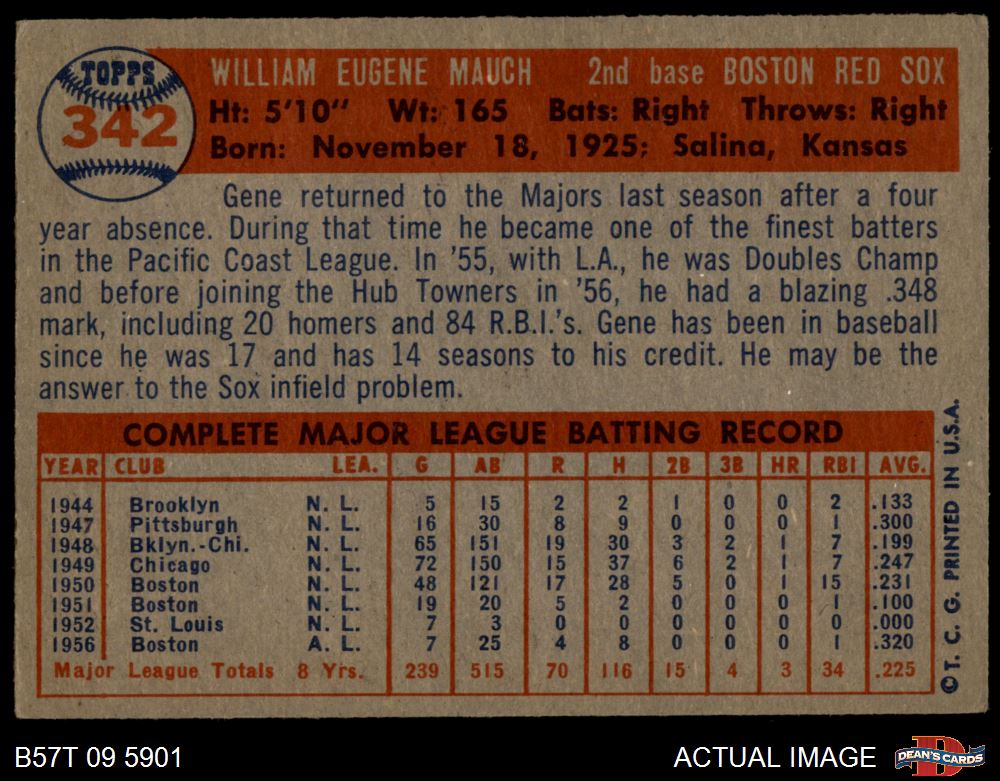 TOPPS
342
WILLIAM EUGENE MAUCH 2nd base BOSTON RED SOX
Ht: 5'10" Wt: 165 Bats: Right Throws: Right
Born: November 18, 1925; Salina, Kansas
Gene returned to the Majors last season after a four
year absence. During that time he became one of the finest batters
in the Pacific Coast League. In '55, with L.A., he was Doubles Champ
and before joining the Hub Towners in '56, he had a blazing .348
mark, including 20 homers and 84 R.B.I.'s. Gene has been in baseball
since he was 17 and has 14 seasons to his credit. He may be the
answer to the Sox infield problem.
COMPLETE MAJOR LEAGUE BATTING RECORD
YEAR CLUB LEA. G AB R H 2B 3B HR RBI AVG.
1944 Brooklyn N. L. 5 15 2 2 1 0 0 2 .133
1947 Pittsburgh N. L. 16 30 8 9 0 0 0 1 .300
1948 Bklyn.-Chi. N. L. 65 151 19 30 3 2 1 7 .199
1949 Chicago N. L. 72 150 15 37 6 2 1 7 .247
1950 Boston N. L. 48 121 17 28 5 0 1 15 .231
1951 Boston N. L. 19 20 5 2 0 0 0 1 .100
1952 St. Louis N. L. 7 3 0 0 0 0 0 0 .000
1956 Boston A. L. 7 25 4 8 0 0 0 1 .320
Major League Totals 8 Yrs. 239 515 70 116 15 4 3 34 .225
©T. C. G. PRINTED IN U.S.A.
B57T 09 5901 ACTUAL IMAGE
DEAN'S CARDS